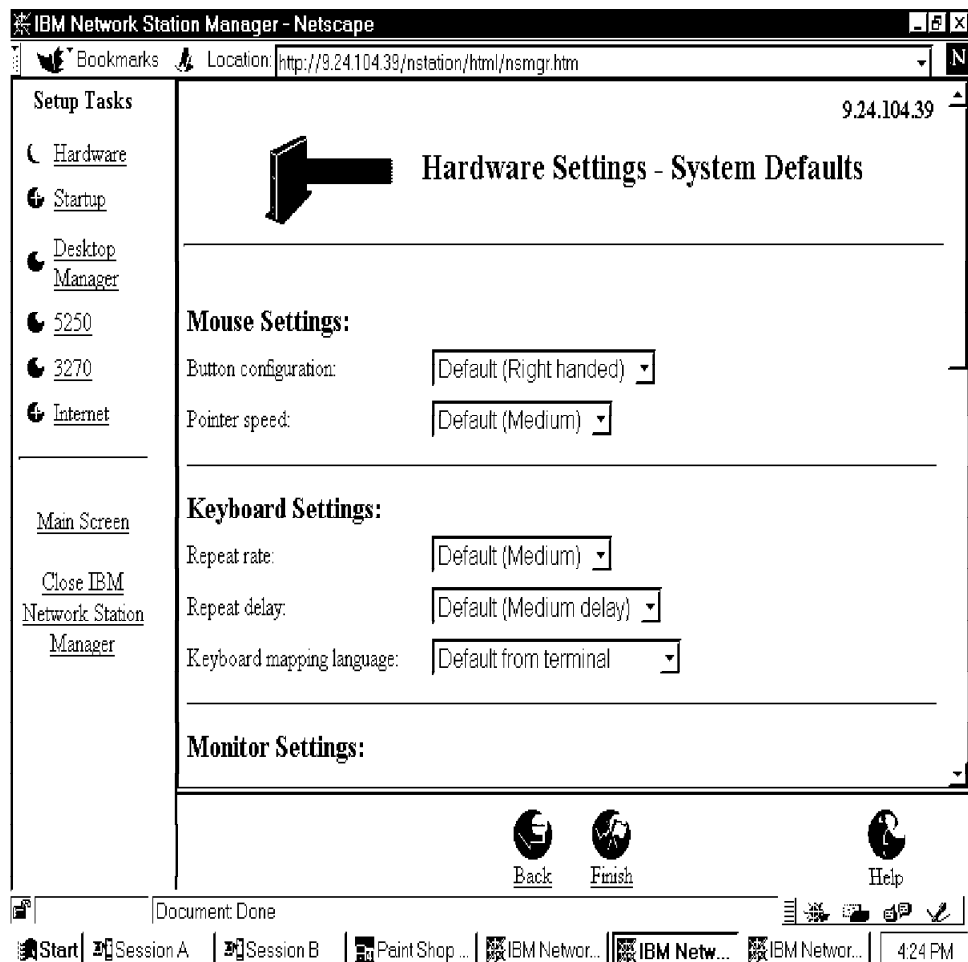 IBM Network Station Manager - Netscape
Bookmarks Location: http://9.24.104.39/nstation/html/nsmgr.htm
N
Setup Tasks
Hardware
Startup
Desktop
Manager
5250
3270
Internet
Main Screen
Close IBM
Network Station
Manager
9.24.104.39
Hardware Settings - System Defaults
Mouse Settings:
Button configuration: Default (Right handed)
Pointer speed: Default (Medium)
Keyboard Settings:
Repeat rate: Default (Medium)
Repeat delay: Default (Medium delay)
Keyboard mapping language: Default from terminal
Monitor Settings:
Back Finish Help
Document: Done
Start Session A Session B Paint Shop ... IBM Networ... IBM Netw... IBM Networ... 4:24 PM